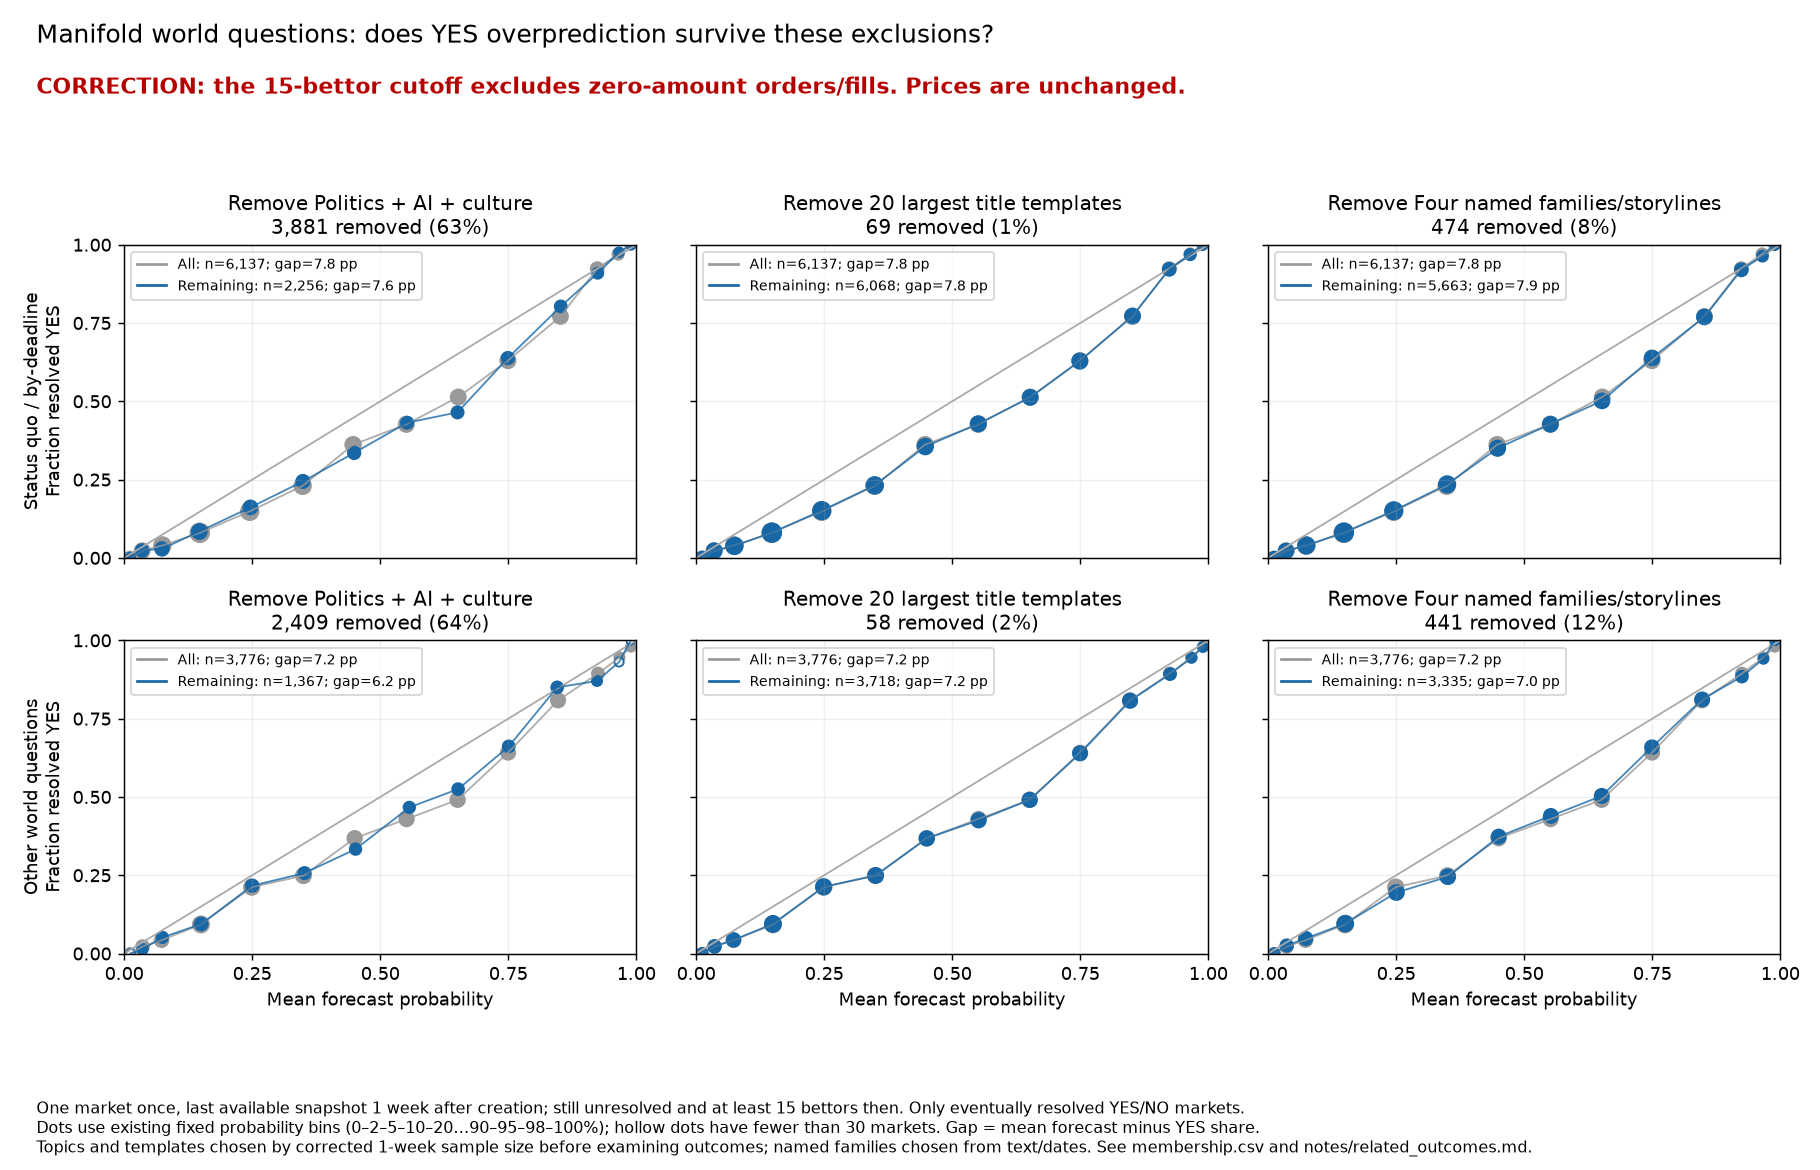 Manifold world questions: does YES overprediction survive these exclusions?
CORRECTION: the 15-bettor cutoff excludes zero-amount orders/fills. Prices are unchanged.
Remove Politics + AI + culture
3,881 removed (63%)
Remove 20 largest title templates
69 removed (1%)
Remove Four named families/storylines
474 removed (8%)
Status quo / by-deadline
Fraction resolved YES
1.00
0.75
0.50
0.25
0.00
All: n=6,137; gap=7.8 pp
Remaining: n=2,256; gap=7.6 pp
All: n=6,137; gap=7.8 pp
Remaining: n=6,068; gap=7.8 pp
All: n=6,137; gap=7.8 pp
Remaining: n=5,663; gap=7.9 pp
Remove Politics + AI + culture
2,409 removed (64%)
Remove 20 largest title templates
58 removed (2%)
Remove Four named families/storylines
441 removed (12%)
Other world questions
Fraction resolved YES
1.00
0.75
0.50
0.25
0.00
All: n=3,776; gap=7.2 pp
Remaining: n=1,367; gap=6.2 pp
All: n=3,776; gap=7.2 pp
Remaining: n=3,718; gap=7.2 pp
All: n=3,776; gap=7.2 pp
Remaining: n=3,335; gap=7.0 pp
0.00 0.25 0.50 0.75 1.00
0.00 0.25 0.50 0.75 1.00
0.00 0.25 0.50 0.75 1.00
Mean forecast probability
Mean forecast probability
Mean forecast probability
One market once, last available snapshot 1 week after creation; still unresolved and at least 15 bettors then. Only eventually resolved YES/NO markets.
Dots use existing fixed probability bins (0–2–5–10–20…90–95–98–100%); hollow dots have fewer than 30 markets. Gap = mean forecast minus YES share.
Topics and templates chosen by corrected 1-week sample size before examining outcomes; named families chosen from text/dates. See membership.csv and notes/related_outcomes.md.